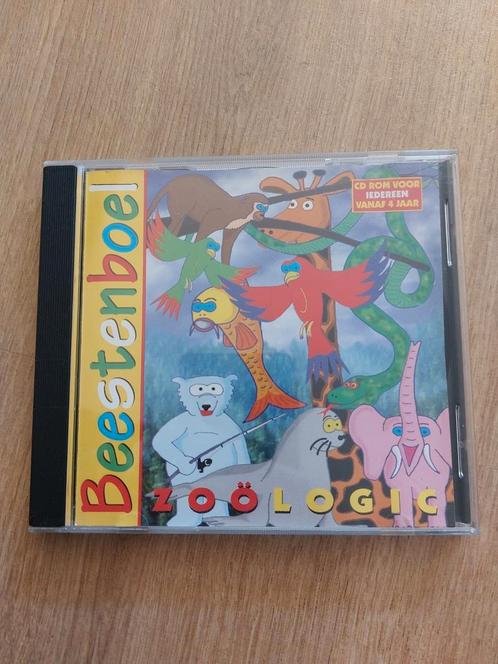 Beestenboel
CD ROM VOOR
IEDEREEN
VANAF 4 JAAR
ZOÖLOGIC